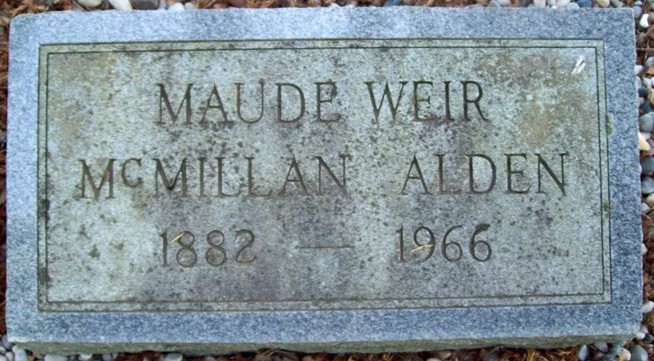 MAUDE WEIR
McMILLAN ALDEN
1882 — 1966